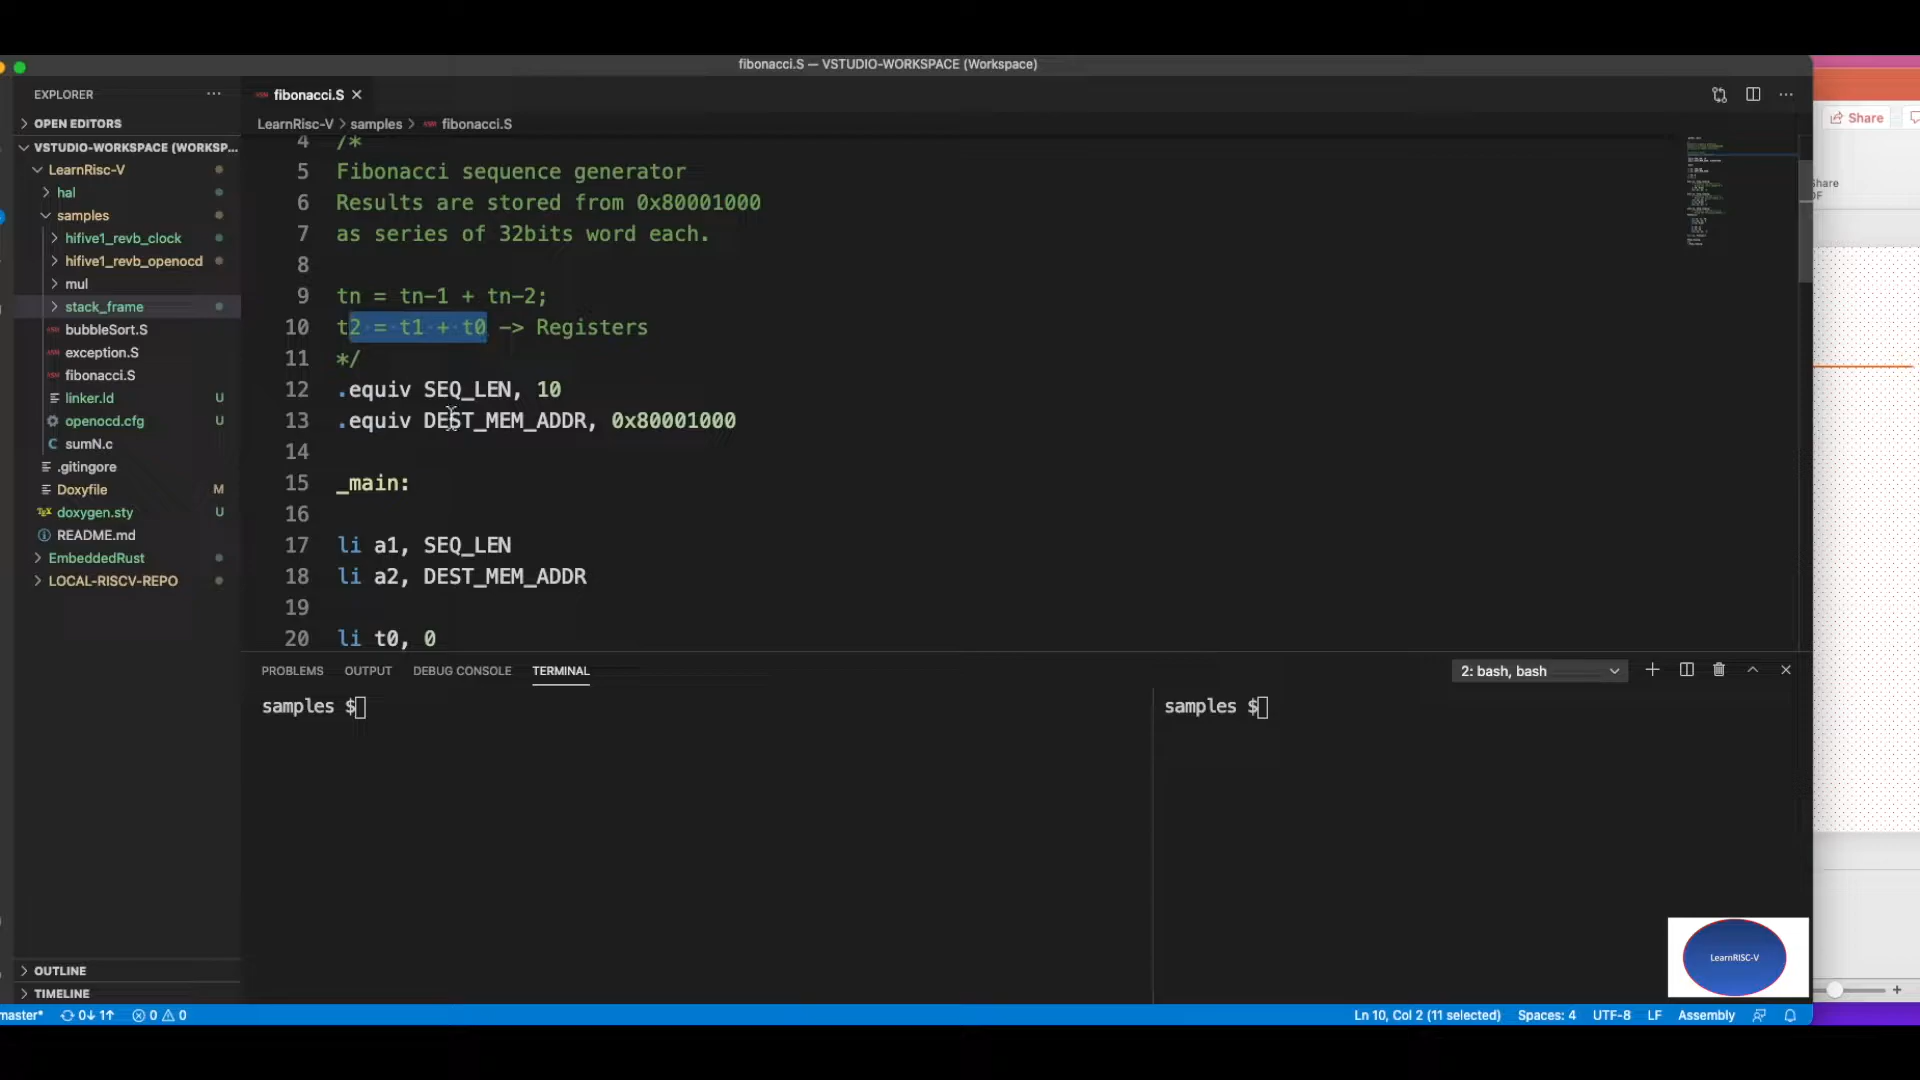 fibonacci.S — VSTUDIO-WORKSPACE (Workspace)
EXPLORER
OPEN EDITORS
VSTUDIO-WORKSPACE (WORKSP...
LearnRisc-V
hal
samples
hifive1_revb_clock
hifive1_revb_openocd
mul
stack_frame
bubbleSort.S
exception.S
fibonacci.S
linker.ld U
openocd.cfg U
C sumN.c
.gitingore
Doxyfile M
doxygen.sty U
README.md
EmbeddedRust
LOCAL-RISCV-REPO
OUTLINE
TIMELINE
fibonacci.S
LearnRisc-V > samples > fibonacci.S
4 /*
5 Fibonacci sequence generator
6 Results are stored from 0x80001000
7 as series of 32bits word each.
8
9 tn = tn-1 + tn-2;
10 t2 = t1 + t0 -> Registers
11 */
12 .equiv SEQ_LEN, 10
13 .equiv DEST_MEM_ADDR, 0x80001000
14
15 _main:
16
17 li a1, SEQ_LEN
18 li a2, DEST_MEM_ADDR
19
20 li t0, 0
PROBLEMS OUTPUT DEBUG CONSOLE TERMINAL
2: bash, bash
samples $
samples $
LearnRISC-V
Share
hare
master* 0↓ 1↑ 0 0
Ln 10, Col 2 (11 selected) Spaces: 4 UTF-8 LF Assembly